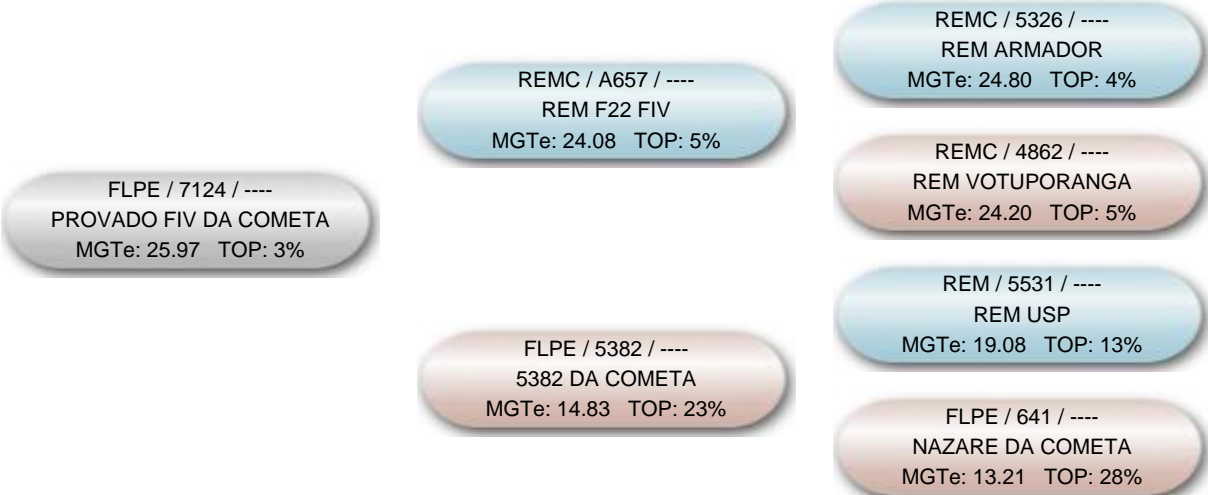 REMC / 5326 / ----
REM ARMADOR
MGTe: 24.80 TOP: 4%
REMC / A657 / ----
REM F22 FIV
MGTe: 24.08 TOP: 5%
REMC / 4862 / ----
REM VOTUPORANGA
MGTe: 24.20 TOP: 5%
FLPE / 7124 / ----
PROVADO FIV DA COMETA
MGTe: 25.97 TOP: 3%
REM / 5531 / ----
REM USP
MGTe: 19.08 TOP: 13%
FLPE / 5382 / ----
5382 DA COMETA
MGTe: 14.83 TOP: 23%
FLPE / 641 / ----
NAZARE DA COMETA
MGTe: 13.21 TOP: 28%